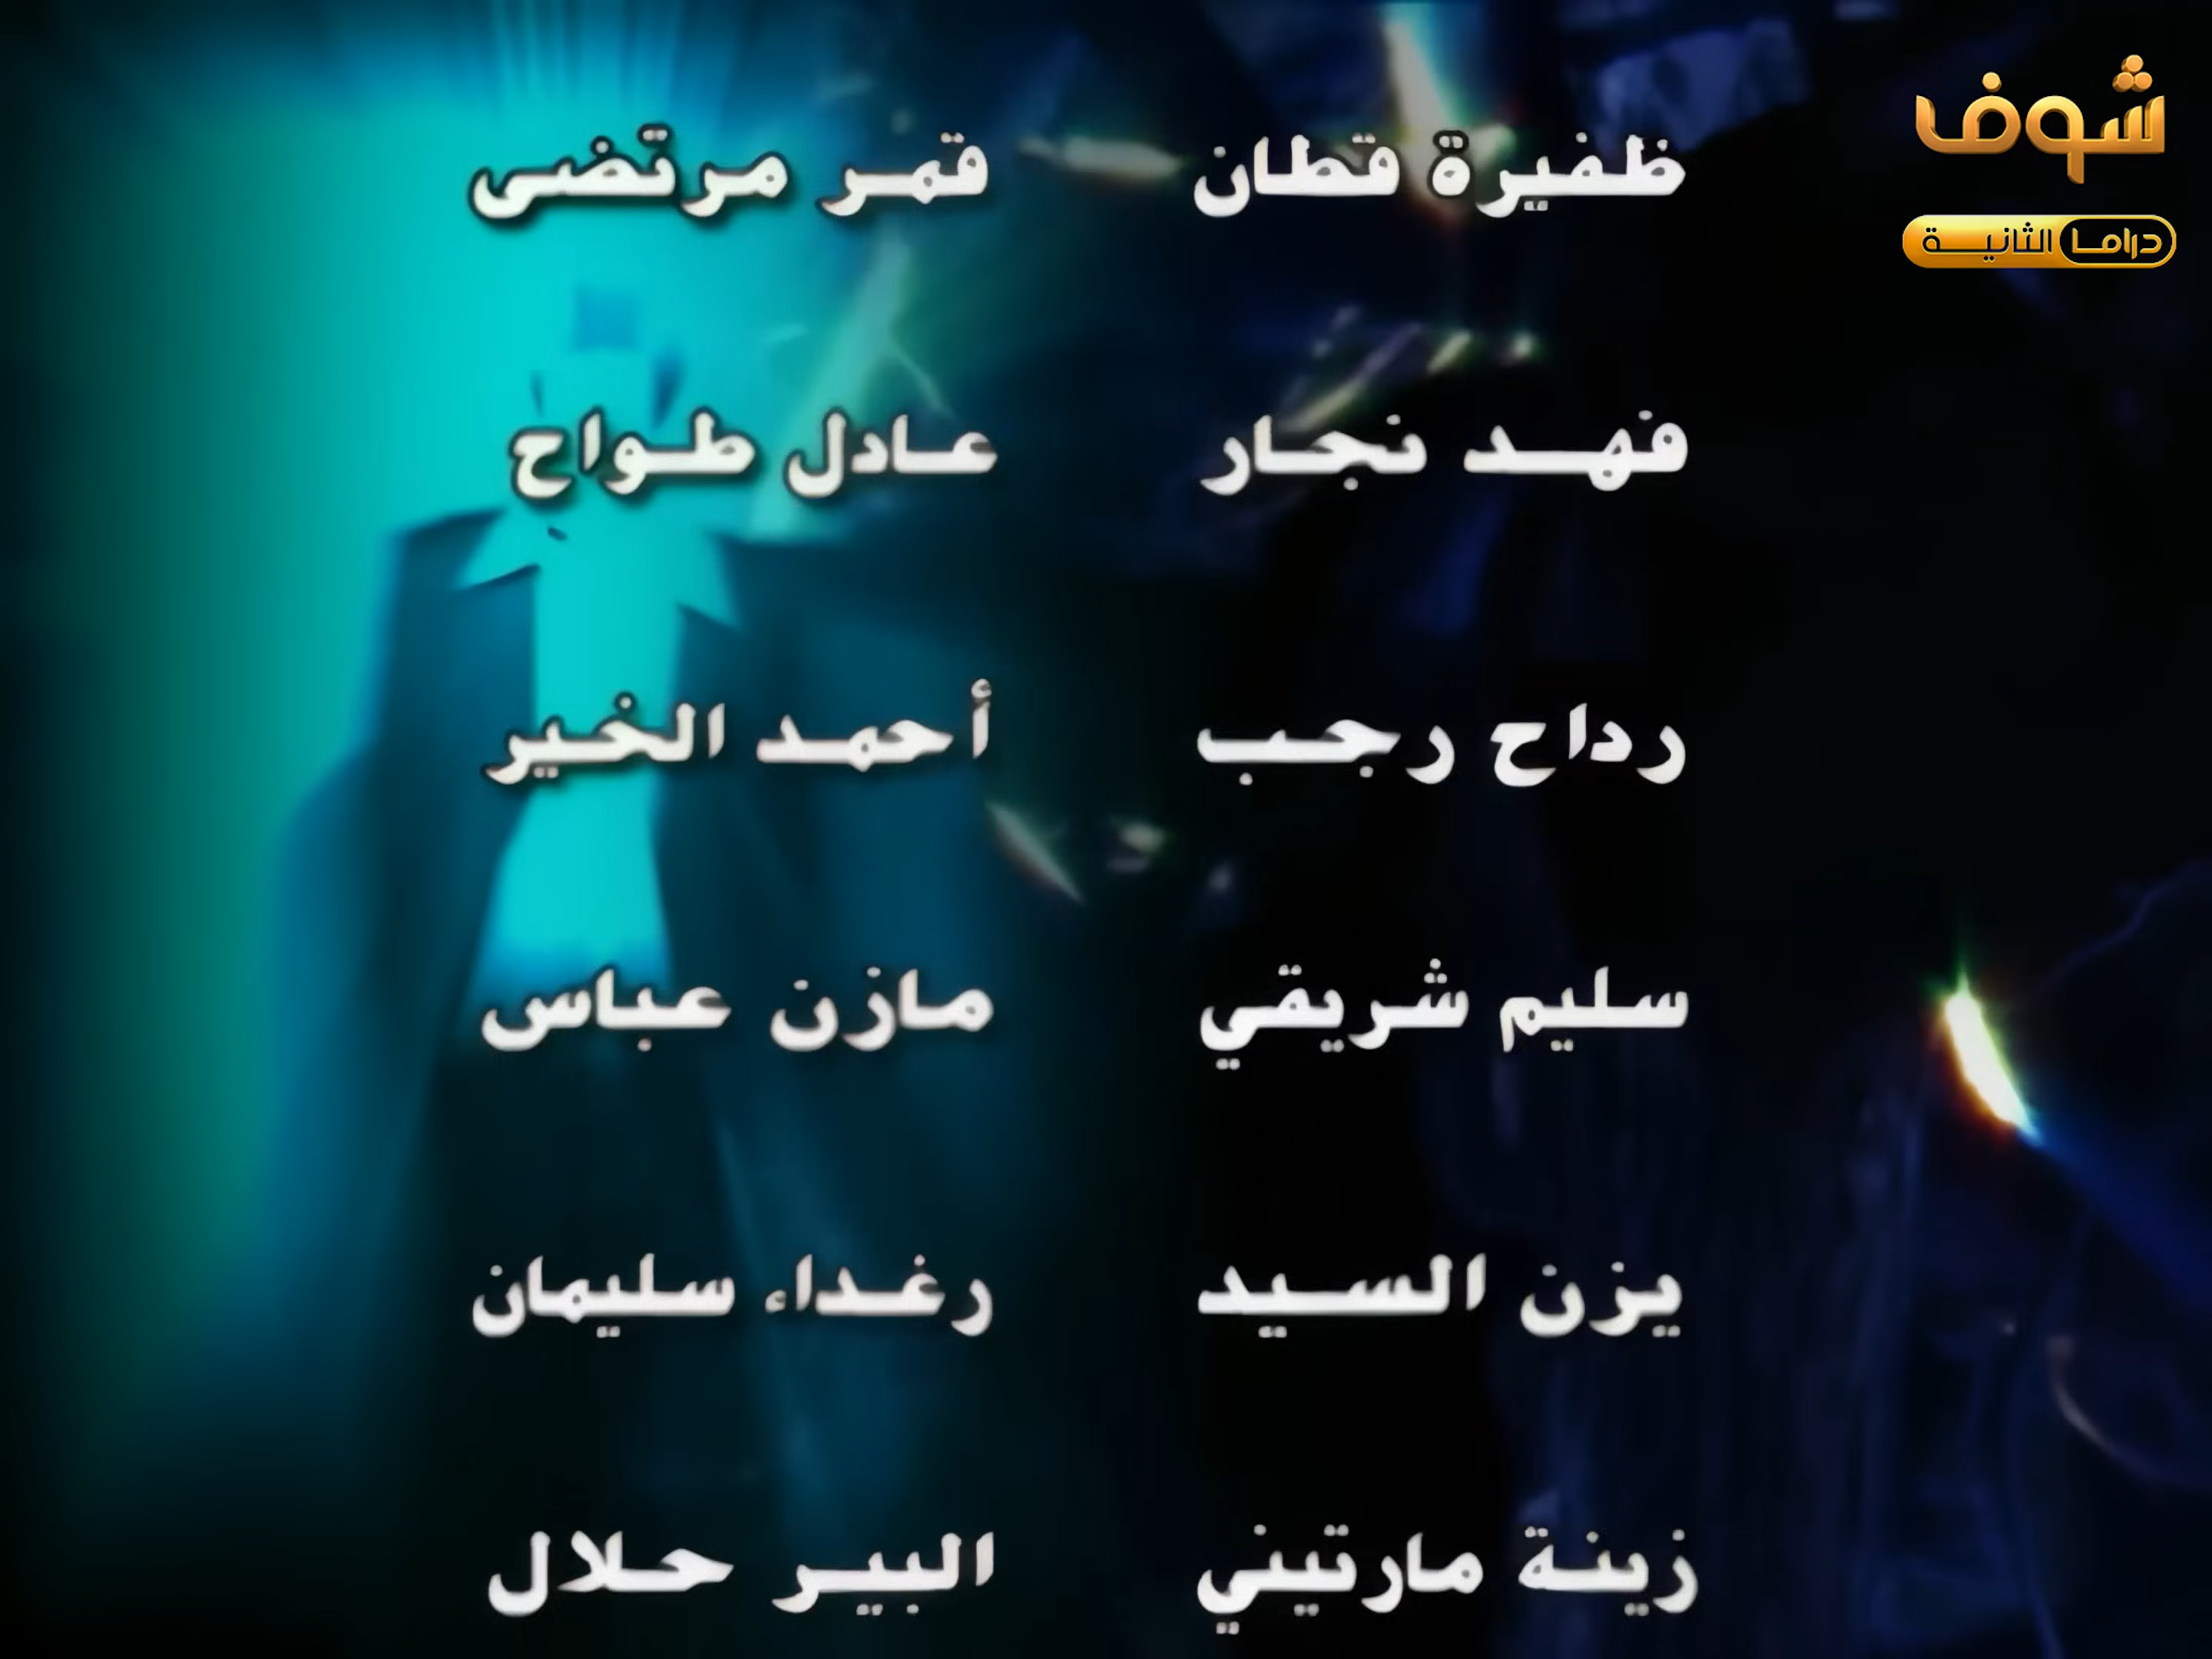 شوف
دراما الثانية
ظفيرة قطان قمر مرتضى
فهد نجار عادل طواح
رداح رجب أحمد الخير
سليم شريقي مازن عباس
يزن السيد رغداء سليمان
زينة مارتيني البير حلال